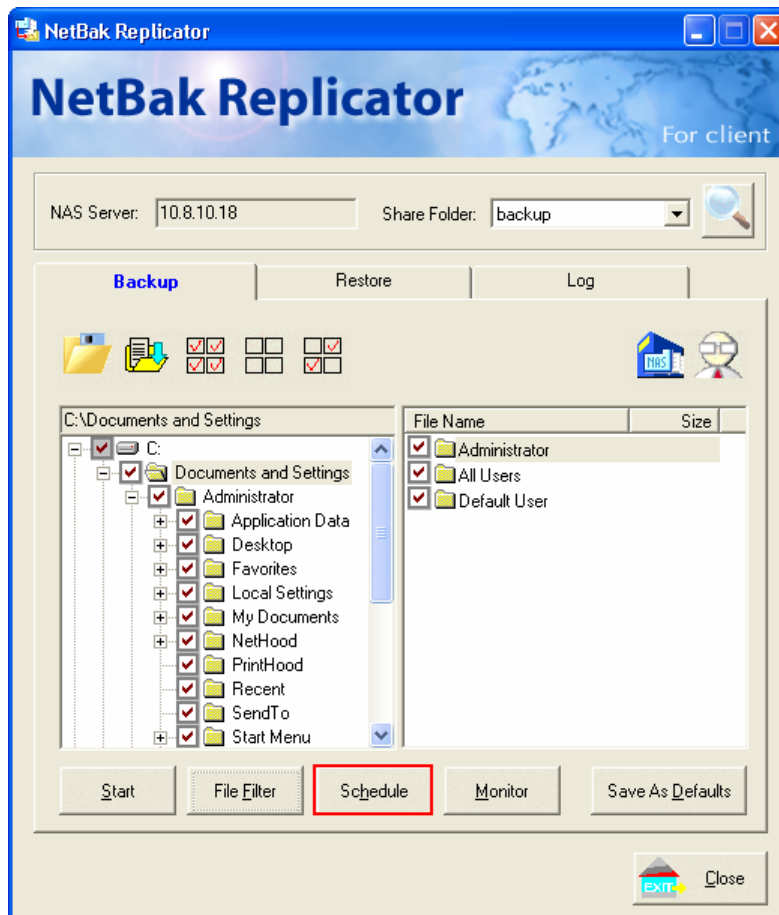 NetBak Replicator
NetBak Replicator
For client
NAS Server: 10.8.10.18 Share Folder: backup
Backup Restore Log
NAS
C:\Documents and Settings
C:
Documents and Settings
Administrator
Application Data
Desktop
Favorites
Local Settings
My Documents
NetHood
PrintHood
Recent
SendTo
Start Menu
File Name Size
Administrator
All Users
Default User
Start File Filter Schedule Monitor Save As Defaults
EXIT Close